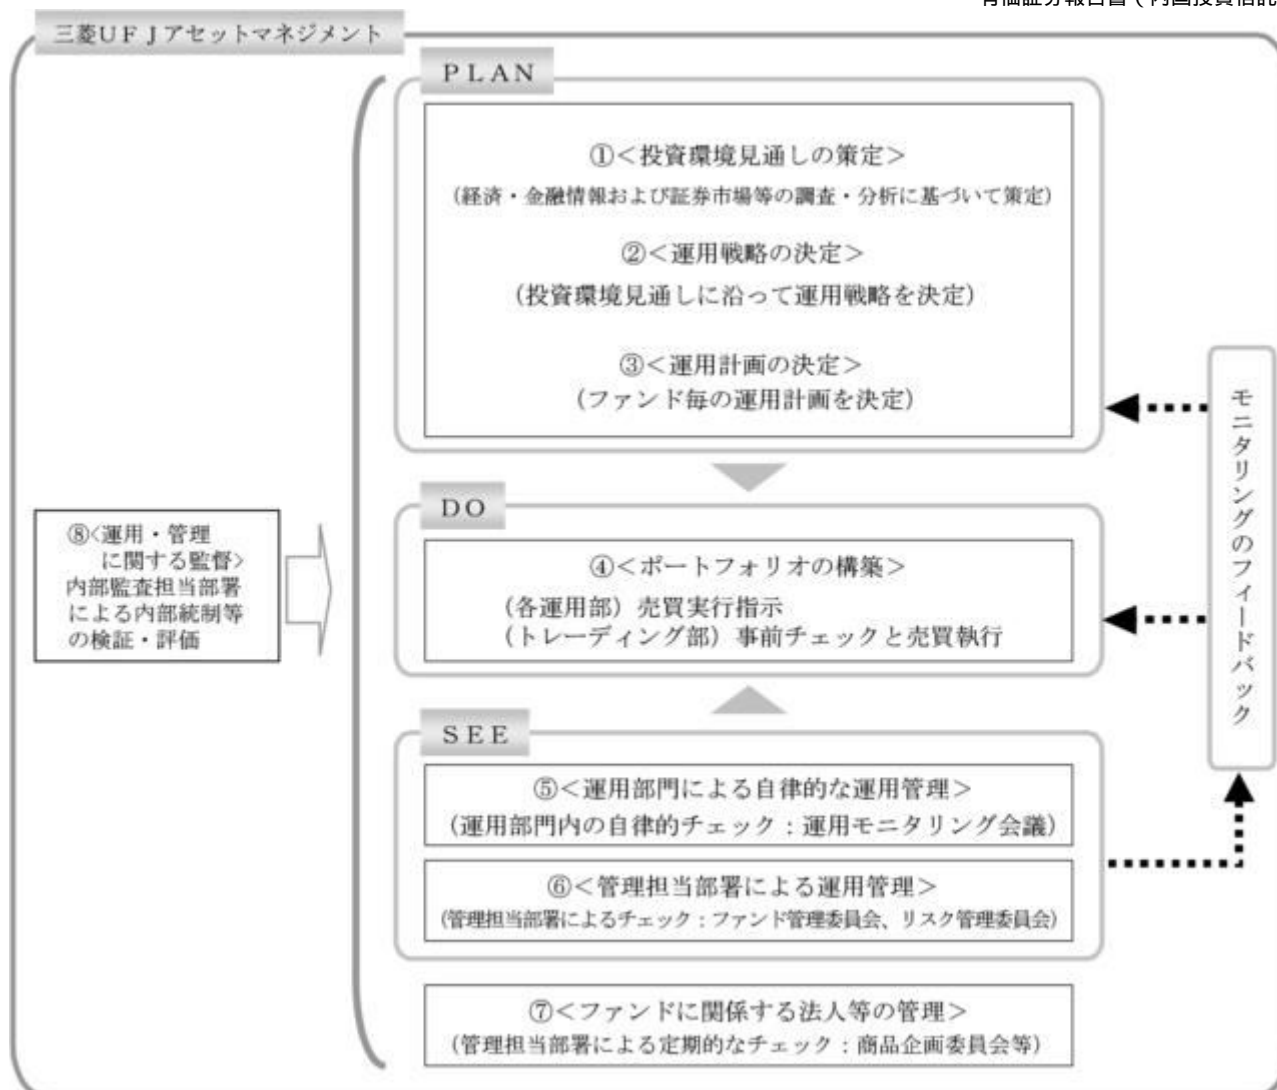 三菱UFJアセットマネジメント
PLAN
①<投資環境見通しの策定>
(経済・金融情報および証券市場等の調査・分析に基づいて策定)
②<運用戦略の決定>
(投資環境見通しに沿って運用戦略を決定)
③<運用計画の決定>
(ファンド毎の運用計画を決定)
DO
④<ポートフォリオの構築>
(各運用部)売買実行指示
(トレーディング部)事前チェックと売買執行
SEE
⑤<運用部門による自律的な運用管理>
(運用部門内の自律的チェック:運用モニタリング会議)
⑥<管理担当部署による運用管理>
(管理担当部署によるチェック:ファンド管理委員会、リスク管理委員会)
⑦<ファンドに関係する法人等の管理>
(管理担当部署による定期的なチェック:商品企画委員会等)
⑧<運用・管理
に関する監督>
内部監査担当部署
による内部統制等
の検証・評価
モニタリングのフィードバック